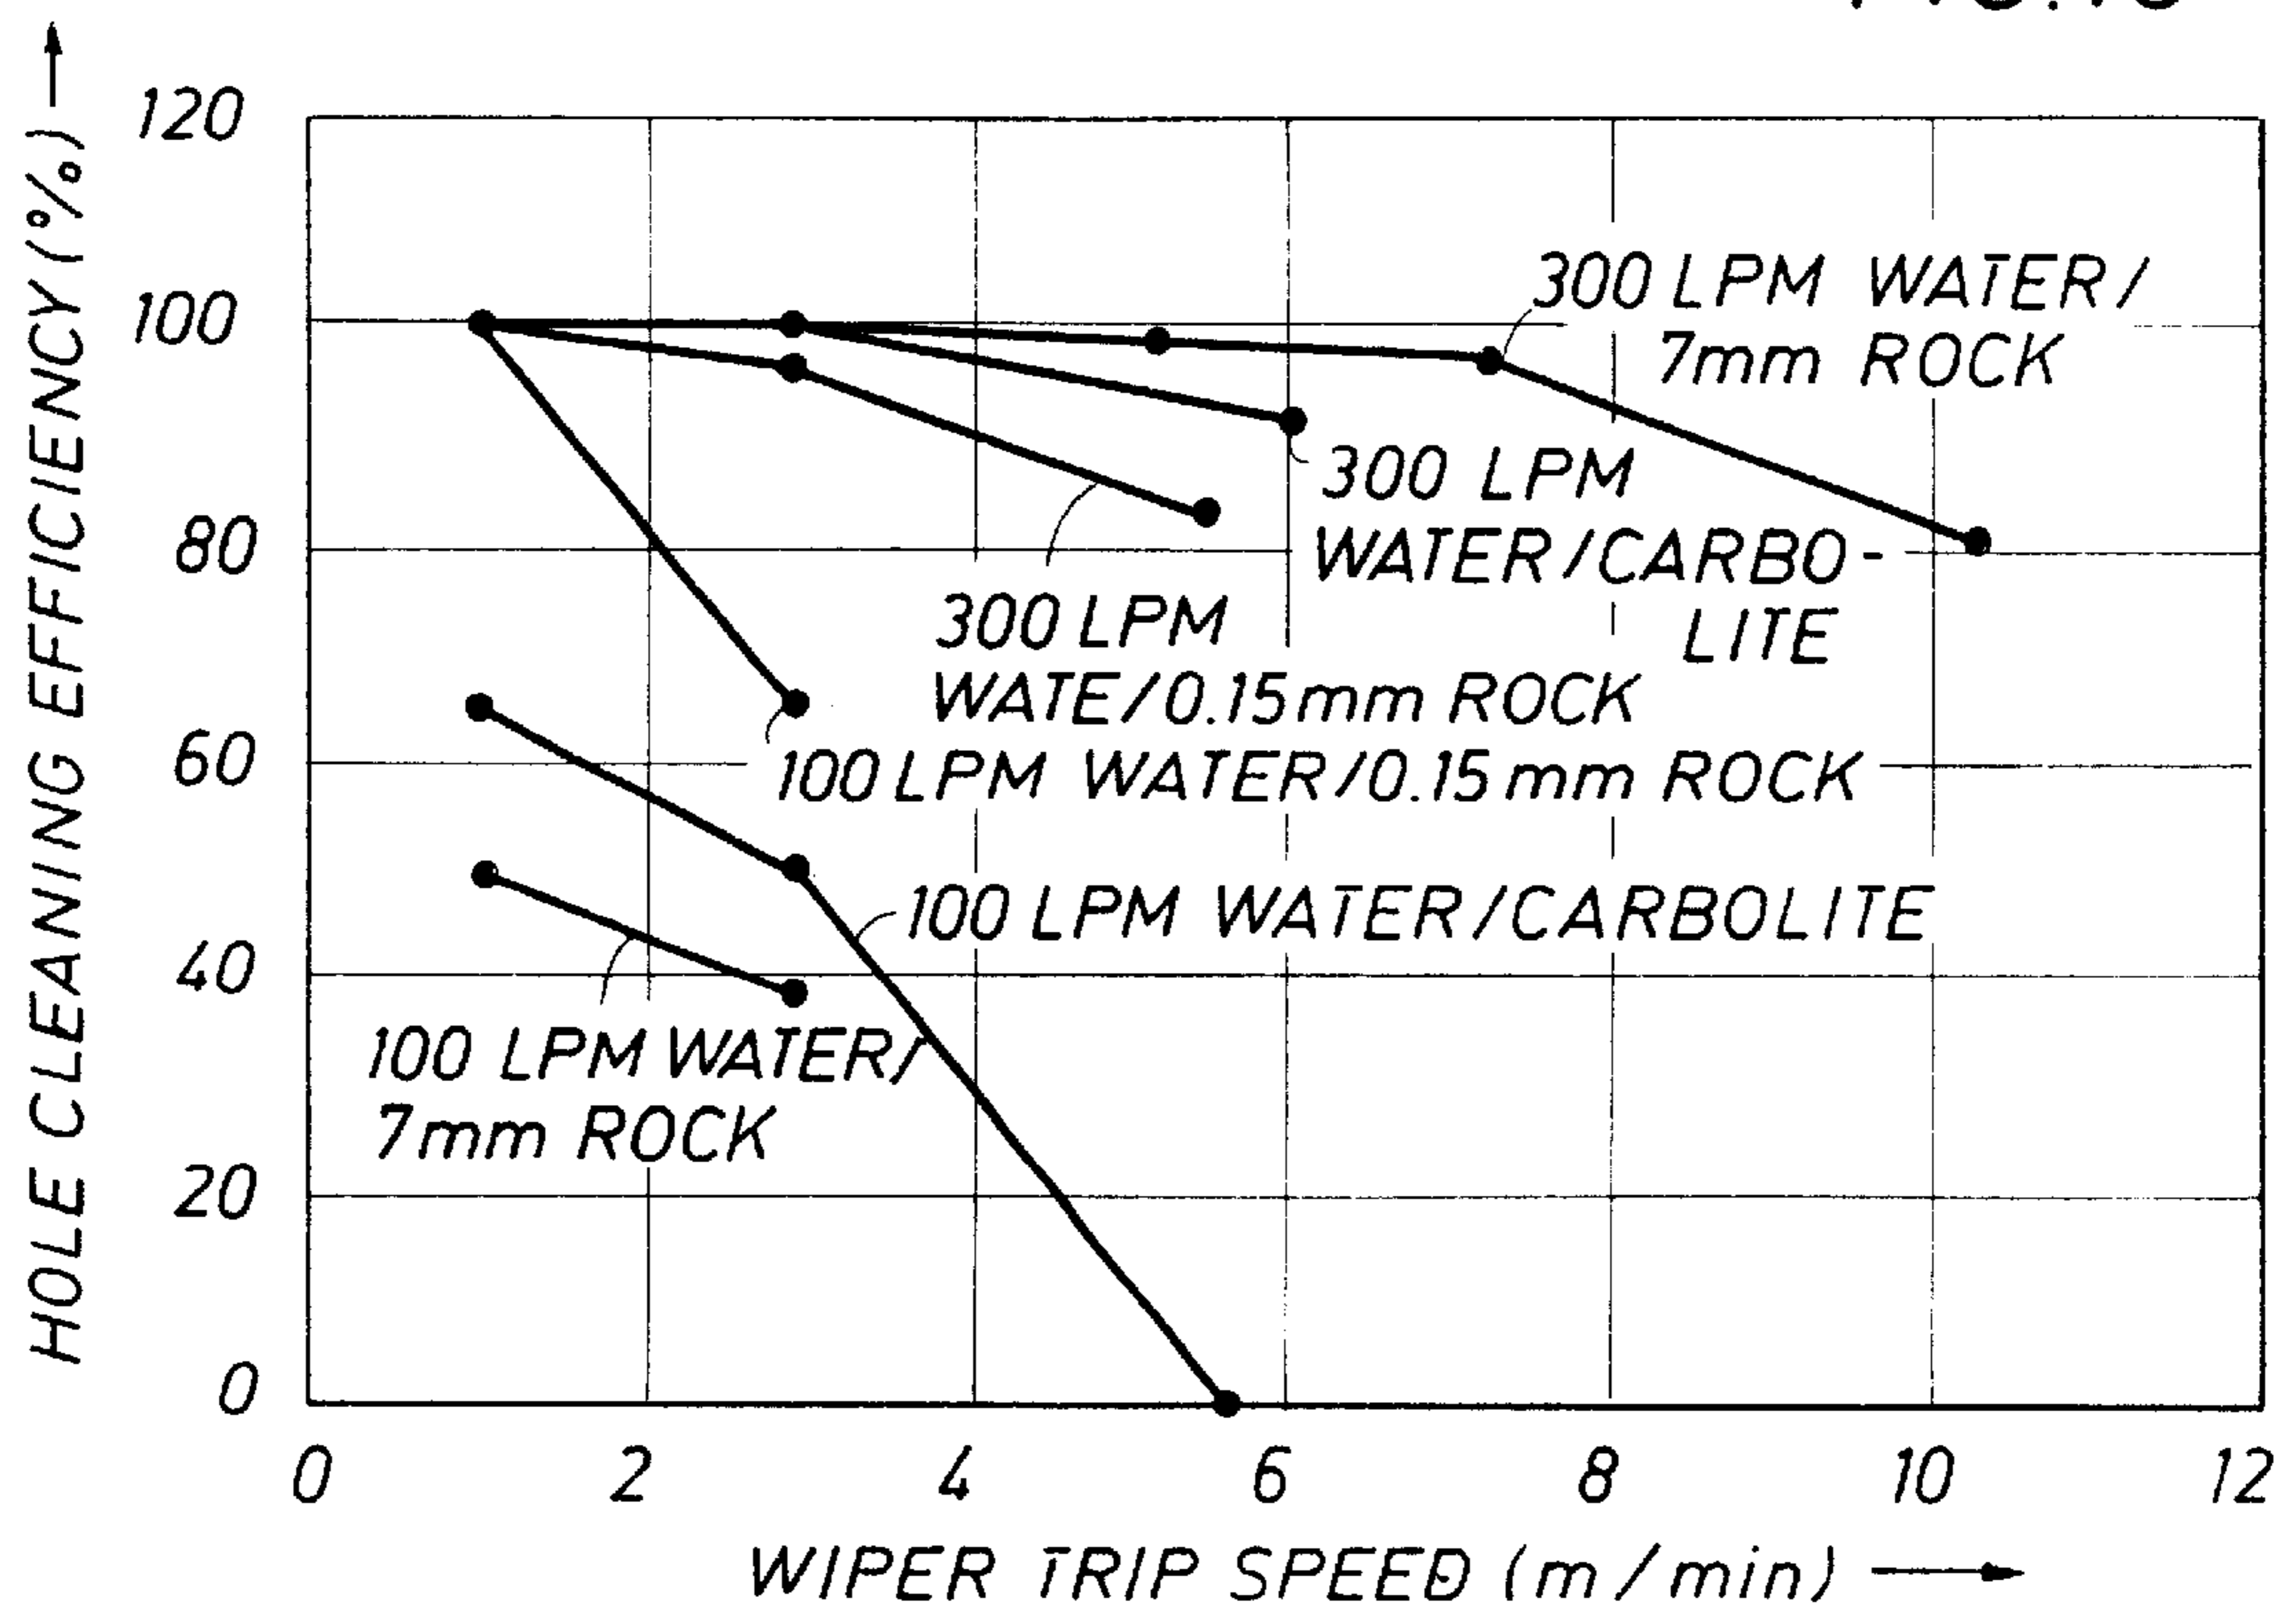 HOLE CLEANING EFFICIENCY (%)
120
100
80
60
40
20
0
300 LPM WATER/
7mm ROCK
300 LPM
WATER/CARBO-
LITE
300 LPM
WATE/0.15mm ROCK
100 LPM WATER/0.15mm ROCK
100 LPM WATER/CARBOLITE
100 LPM WATER/
7mm ROCK
0 2 4 6 8 10 12
WIPER TRIP SPEED (m/min)